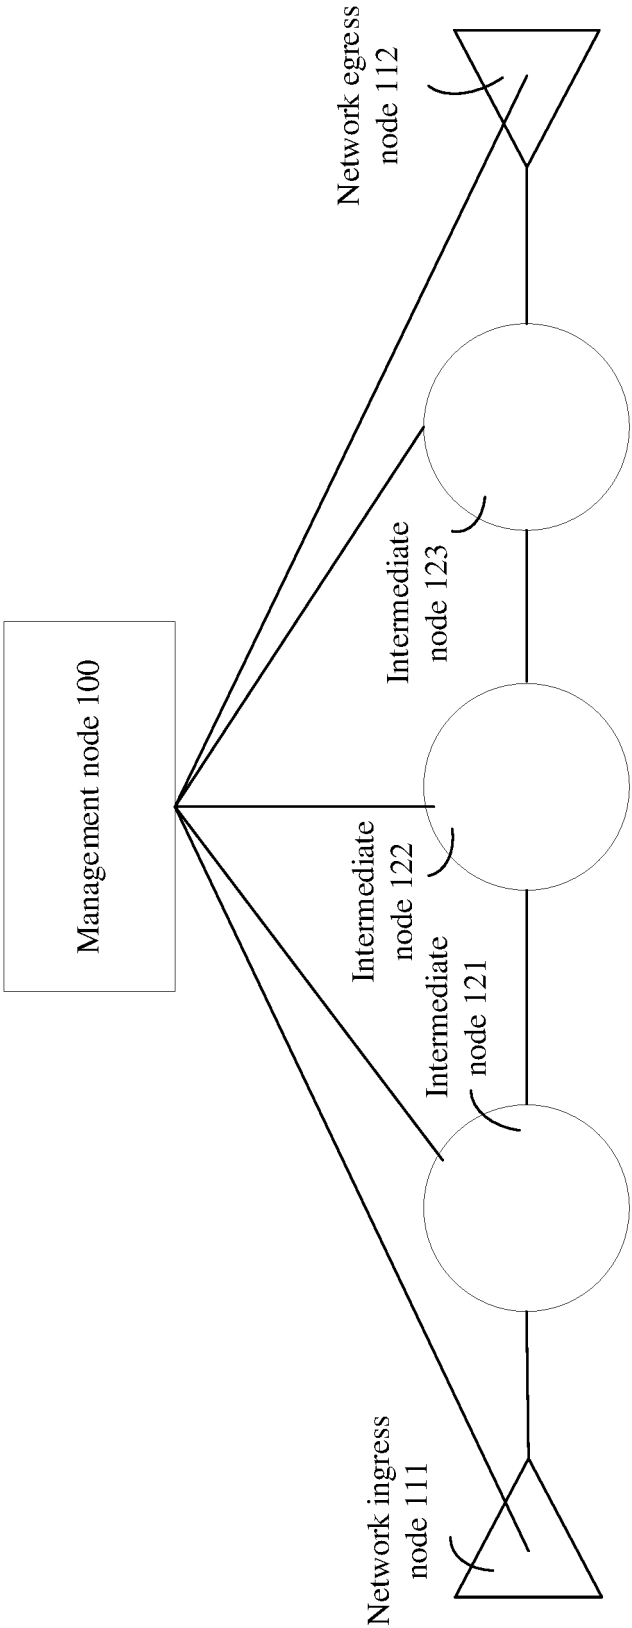 Management node 100
Network ingress
node 111
Intermediate
node 121
Intermediate
node 122
Intermediate
node 123
Network egress
node 112